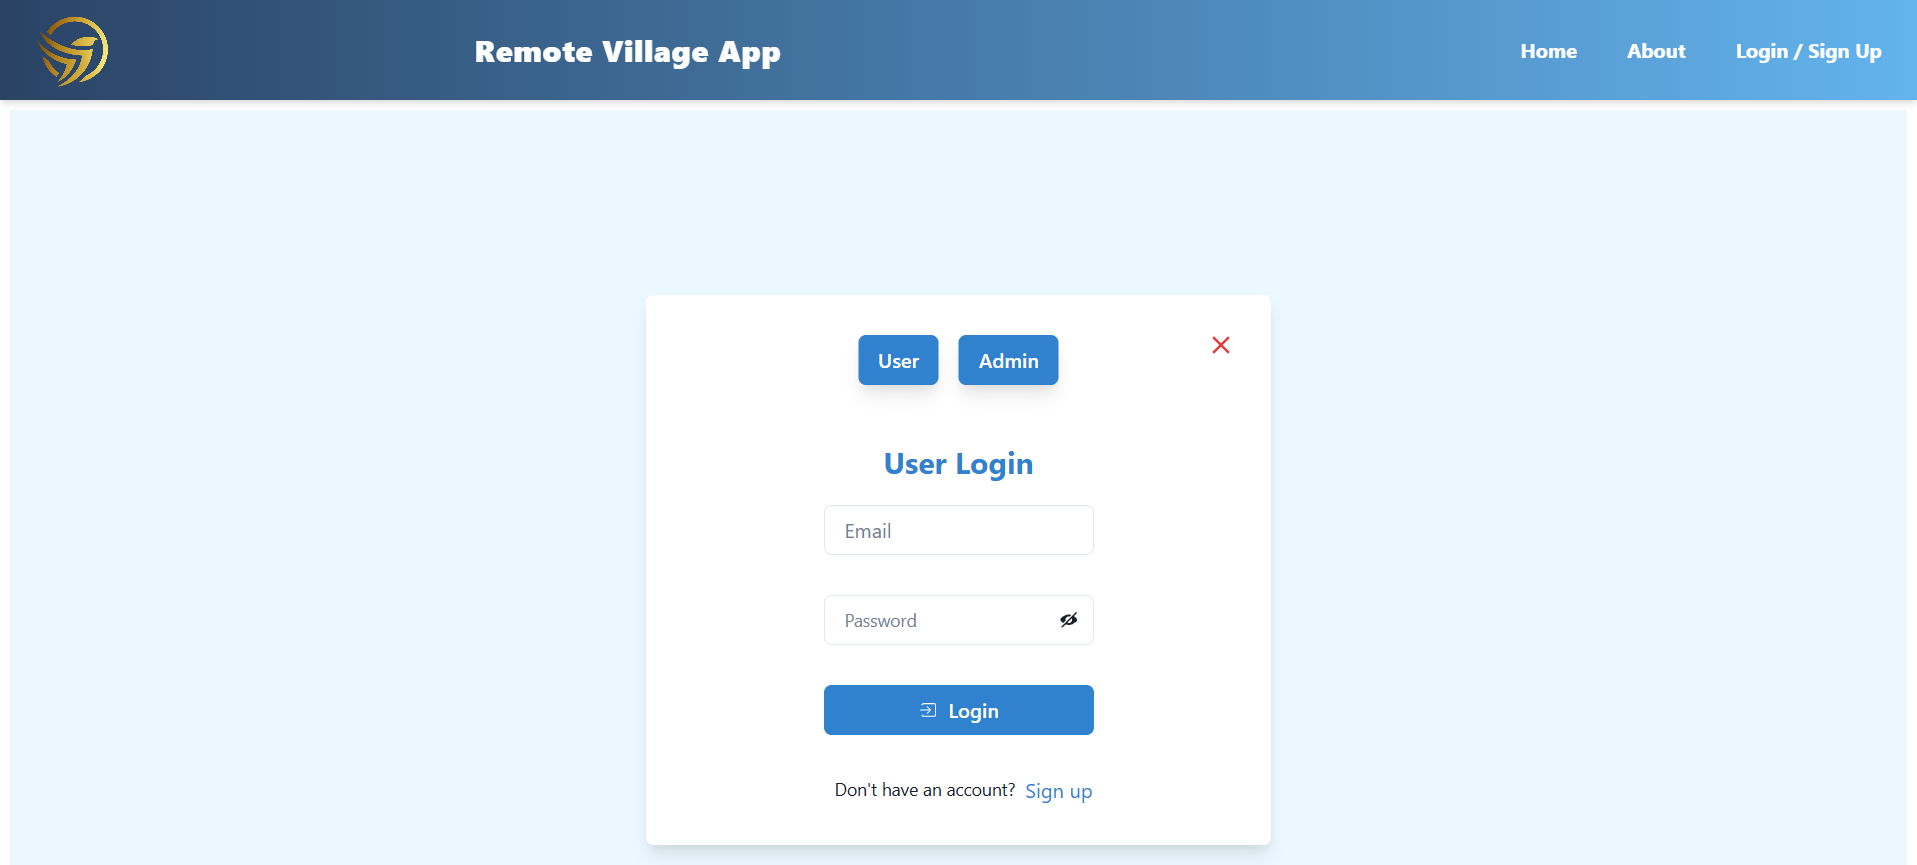 Remote Village App
Home About Login / Sign Up
User Admin
User Login
Email
Password
Login
Don't have an account? Sign up